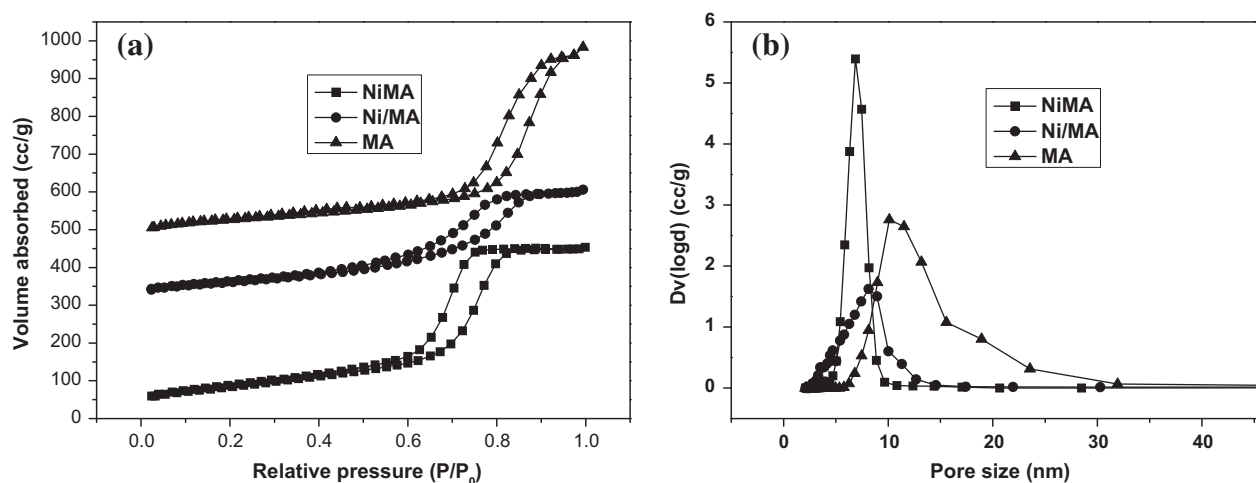 (a)
NiMA
Ni/MA
MA
1000
900
800
700
600
500
400
300
200
100
0
0.0 0.2 0.4 0.6 0.8 1.0
Volume absorbed (cc/g)
Relative pressure (P/P₀)
(b)
NiMA
Ni/MA
MA
6
5
4
3
2
1
0
0 10 20 30 40
Dv(logd) (cc/g)
Pore size (nm)